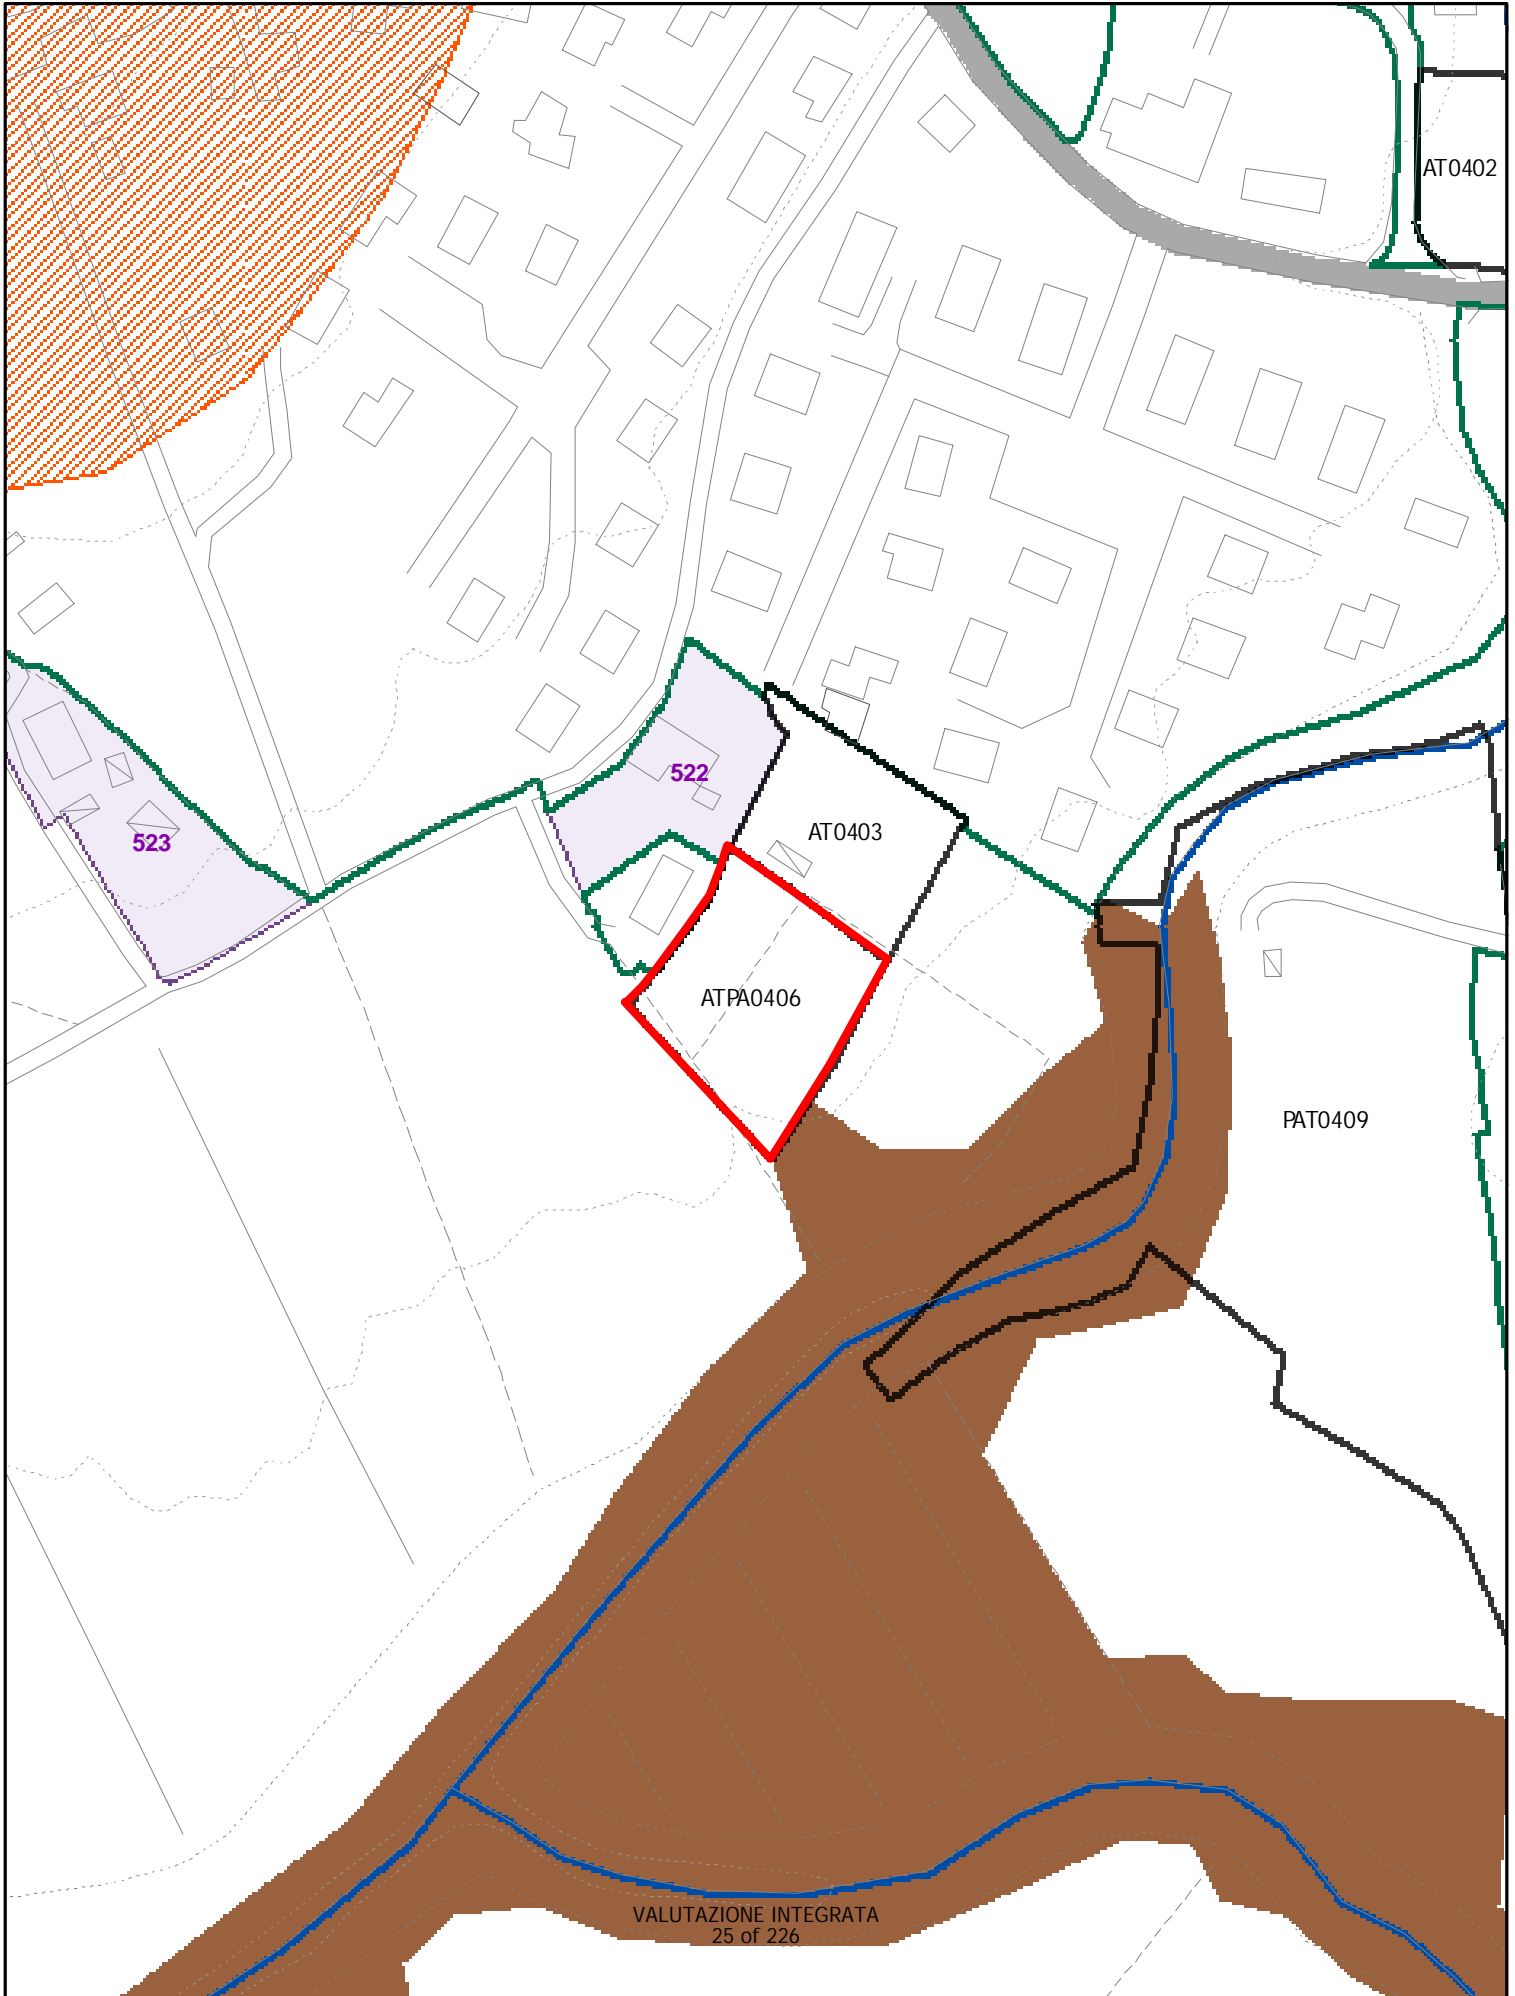 AT0402
522
AT0403
523
ATPA0406
PAT0409
VALUTAZIONE INTEGRATA
25 of 226